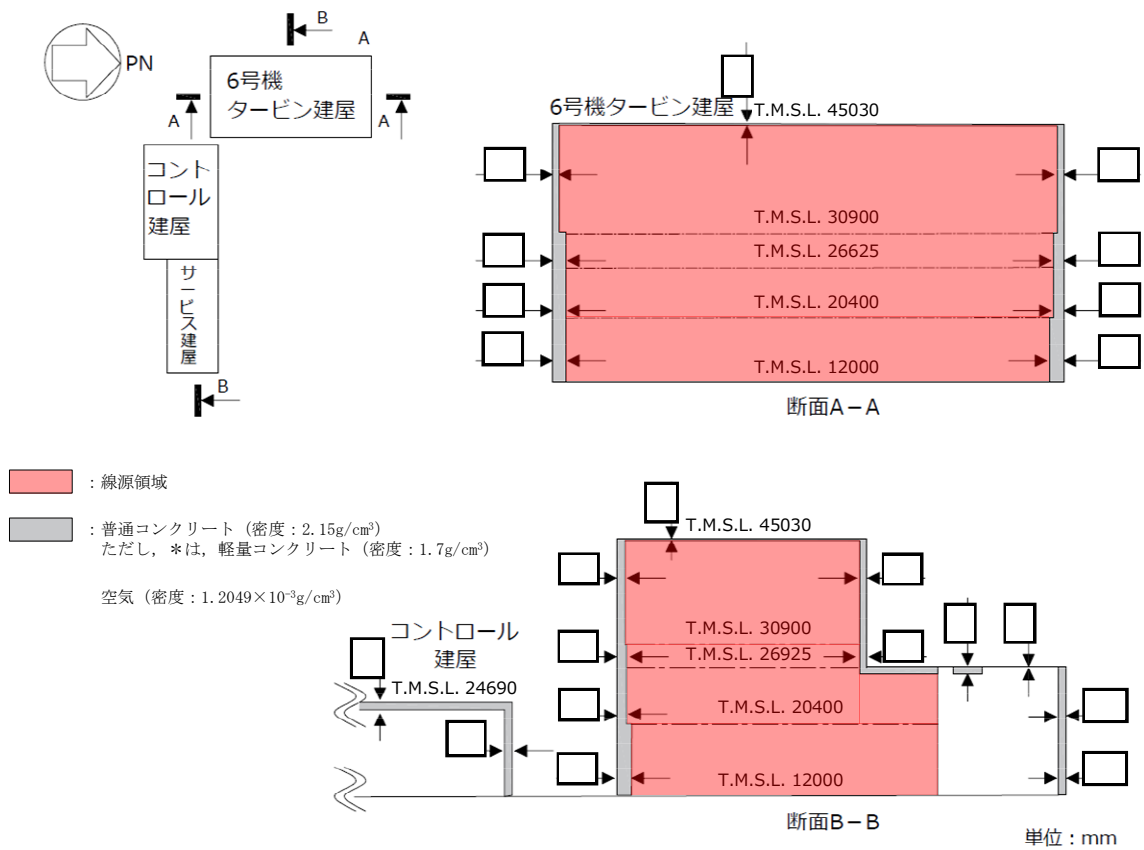 PN
B
A
6号機
タービン建屋
A
A
コント
ロール
建屋
サービス建屋
B
6号機タービン建屋
T.M.S.L. 45030
T.M.S.L. 30900
T.M.S.L. 26625
T.M.S.L. 20400
T.M.S.L. 12000
断面A-A
：線源領域
：普通コンクリート（密度：2.15g/cm³）
ただし，＊は，軽量コンクリート（密度：1.7g/cm³）
空気（密度：1.2049×10⁻³g/cm³）
コントロール
建屋
T.M.S.L. 24690
T.M.S.L. 45030
T.M.S.L. 30900
T.M.S.L. 26925
T.M.S.L. 20400
T.M.S.L. 12000
断面B-B
単位：mm